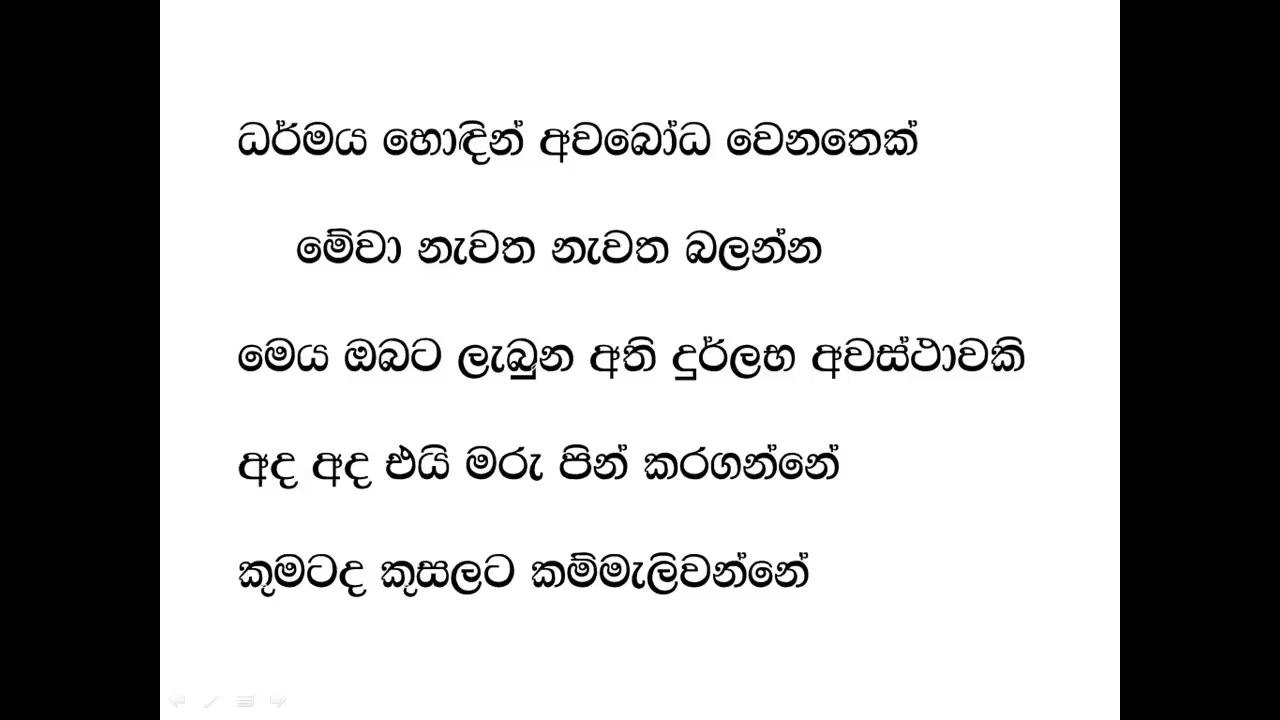 ධර්මය හොඳින් අවබෝධ වෙනතෙක්
මේවා නැවත නැවත බලන්න
මෙය ඔබට ලැබුන අති දුර්ලභ අවස්ථාවකි
අද අද එයි මරු පින් කරගන්නේ
කුමටද කුසලට කම්මැලිවන්නේ